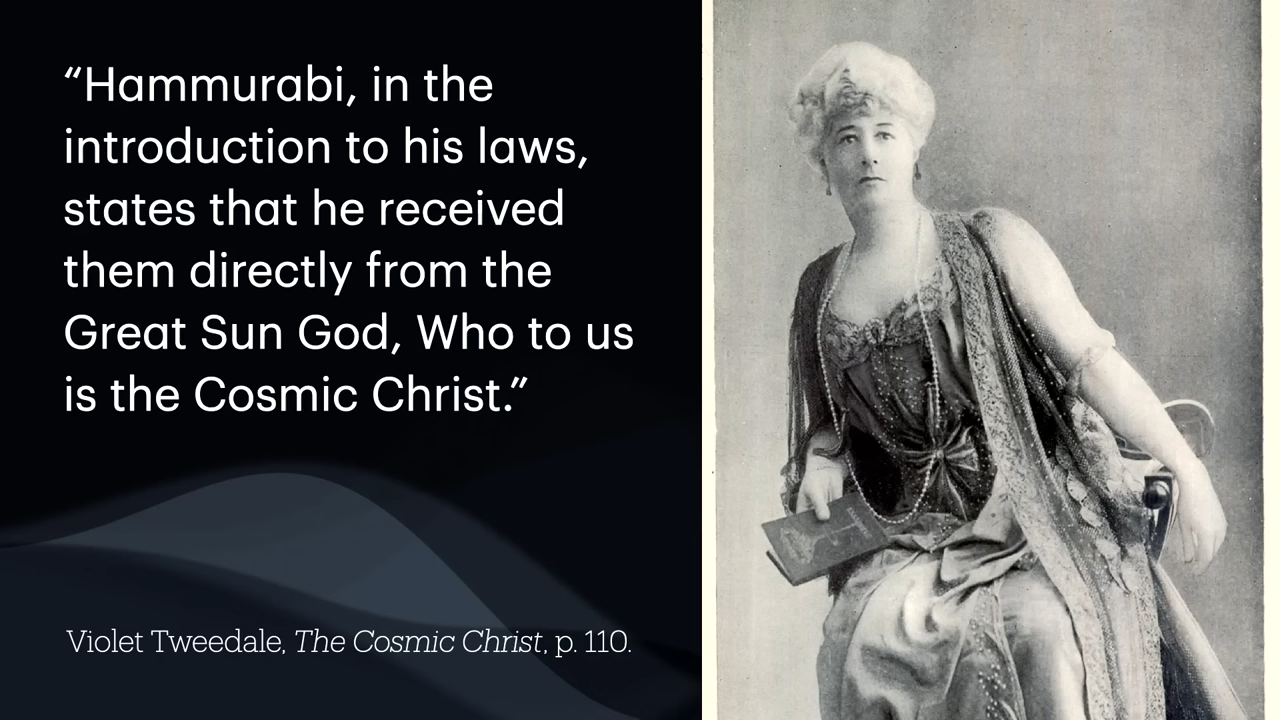 “Hammurabi, in the
introduction to his laws,
states that he received
them directly from the
Great Sun God, Who to us
is the Cosmic Christ.”
Violet Tweedale, The Cosmic Christ, p. 110.